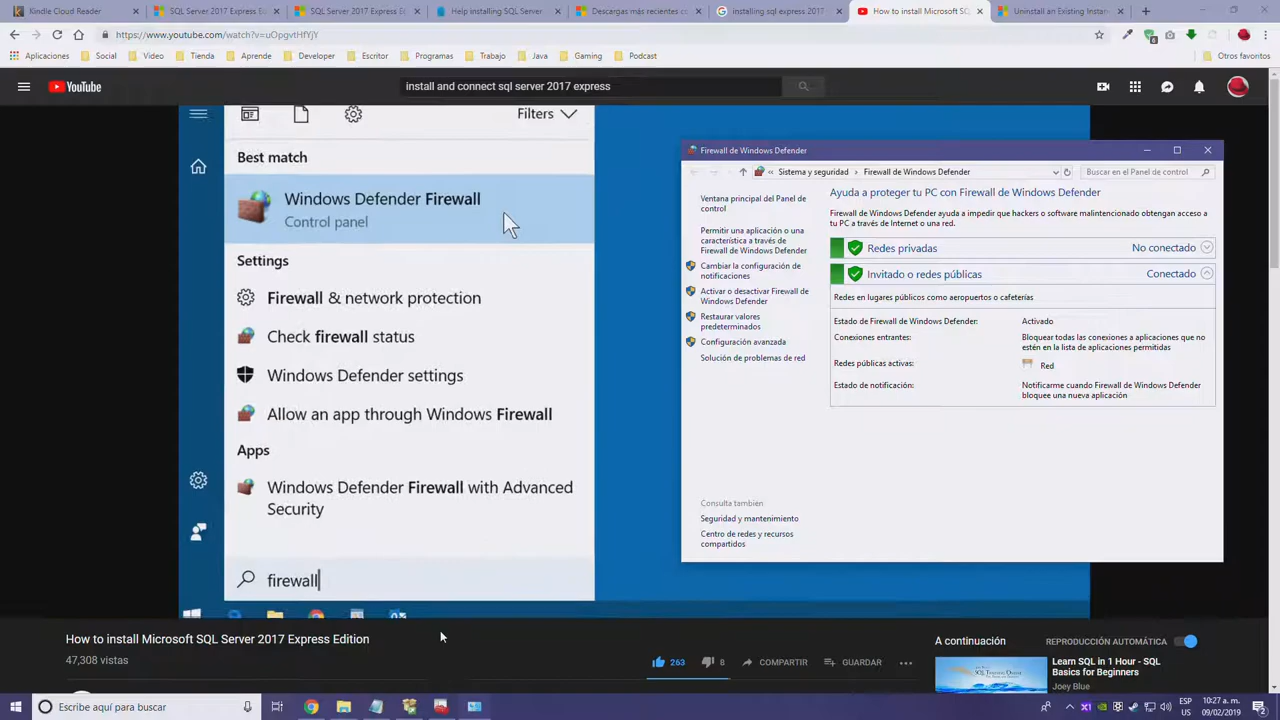 Kindle Cloud Reader
SQL Server 2017 Express Edi
SQL Server 2017 Express Edi
Help installing SQL Server
Descargas más recientes c
installing sql express 2017
How to install Microsoft SQ
Uninstall an Existing Instan
https://www.youtube.com/watch?v=uOpgvtHfYjY
Aplicaciones
Social
Video
Tienda
Aprende
Developer
Escritor
Programas
Trabajo
Java
Gaming
Podcast
Otros favoritos
YouTube
install and connect sql server 2017 express
Filters
Best match
Windows Defender Firewall
Control panel
Settings
Firewall & network protection
Check firewall status
Windows Defender settings
Allow an app through Windows Firewall
Apps
Windows Defender Firewall with Advanced
Security
firewall
Firewall de Windows Defender
« Sistema y seguridad > Firewall de Windows Defender
Buscar en el Panel de control
Ventana principal del Panel de
control
Permitir una aplicación o una
característica a través de
Firewall de Windows Defender
Cambiar la configuración de
notificaciones
Activar o desactivar Firewall de
Windows Defender
Restaurar valores
predeterminados
Configuración avanzada
Solución de problemas de red
Consulta también
Seguridad y mantenimiento
Centro de redes y recursos
compartidos
Ayuda a proteger tu PC con Firewall de Windows Defender
Firewall de Windows Defender ayuda a impedir que hackers o software malintencionado obtengan acceso a
tu PC a través de Internet o una red.
Redes privadas No conectado
Invitado o redes públicas Conectado
Redes en lugares públicos como aeropuertos o cafeterías
Estado de Firewall de Windows Defender: Activado
Conexiones entrantes: Bloquear todas las conexiones a aplicaciones que no
estén en la lista de aplicaciones permitidas
Redes públicas activas: Red
Estado de notificación: Notificarme cuando Firewall de Windows Defender
bloquee una nueva aplicación
How to install Microsoft SQL Server 2017 Express Edition
47,308 vistas
263
8
COMPARTIR
GUARDAR
A continuación
REPRODUCCIÓN AUTOMÁTICA
Learn SQL in 1 Hour - SQL
Basics for Beginners
Joey Blue
Escribe aquí para buscar
ESP
US
10:27 a. m.
09/02/2019
2